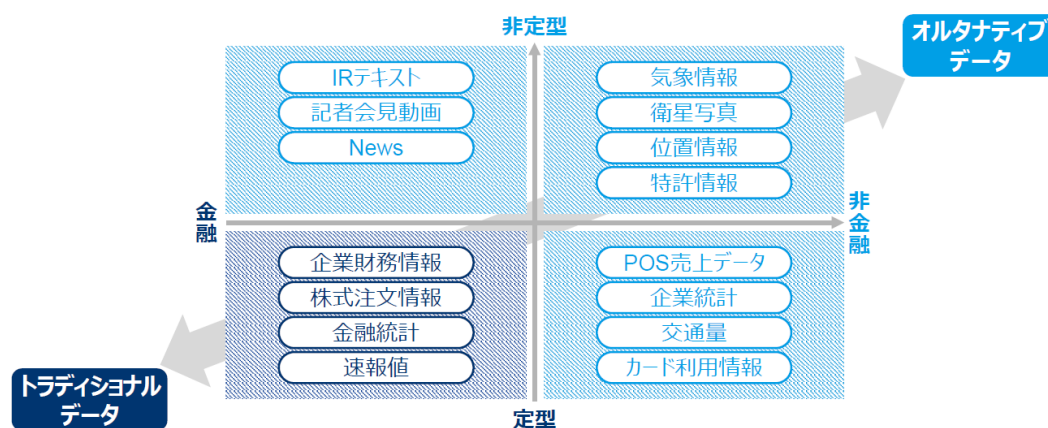 非定型
オルタナティブ
データ
IRテキスト
記者会見動画
News
気象情報
衛星写真
位置情報
特許情報
金融
非金融
企業財務情報
株式注文情報
金融統計
速報値
POS売上データ
企業統計
交通量
カード利用情報
トラディショナル
データ
定型